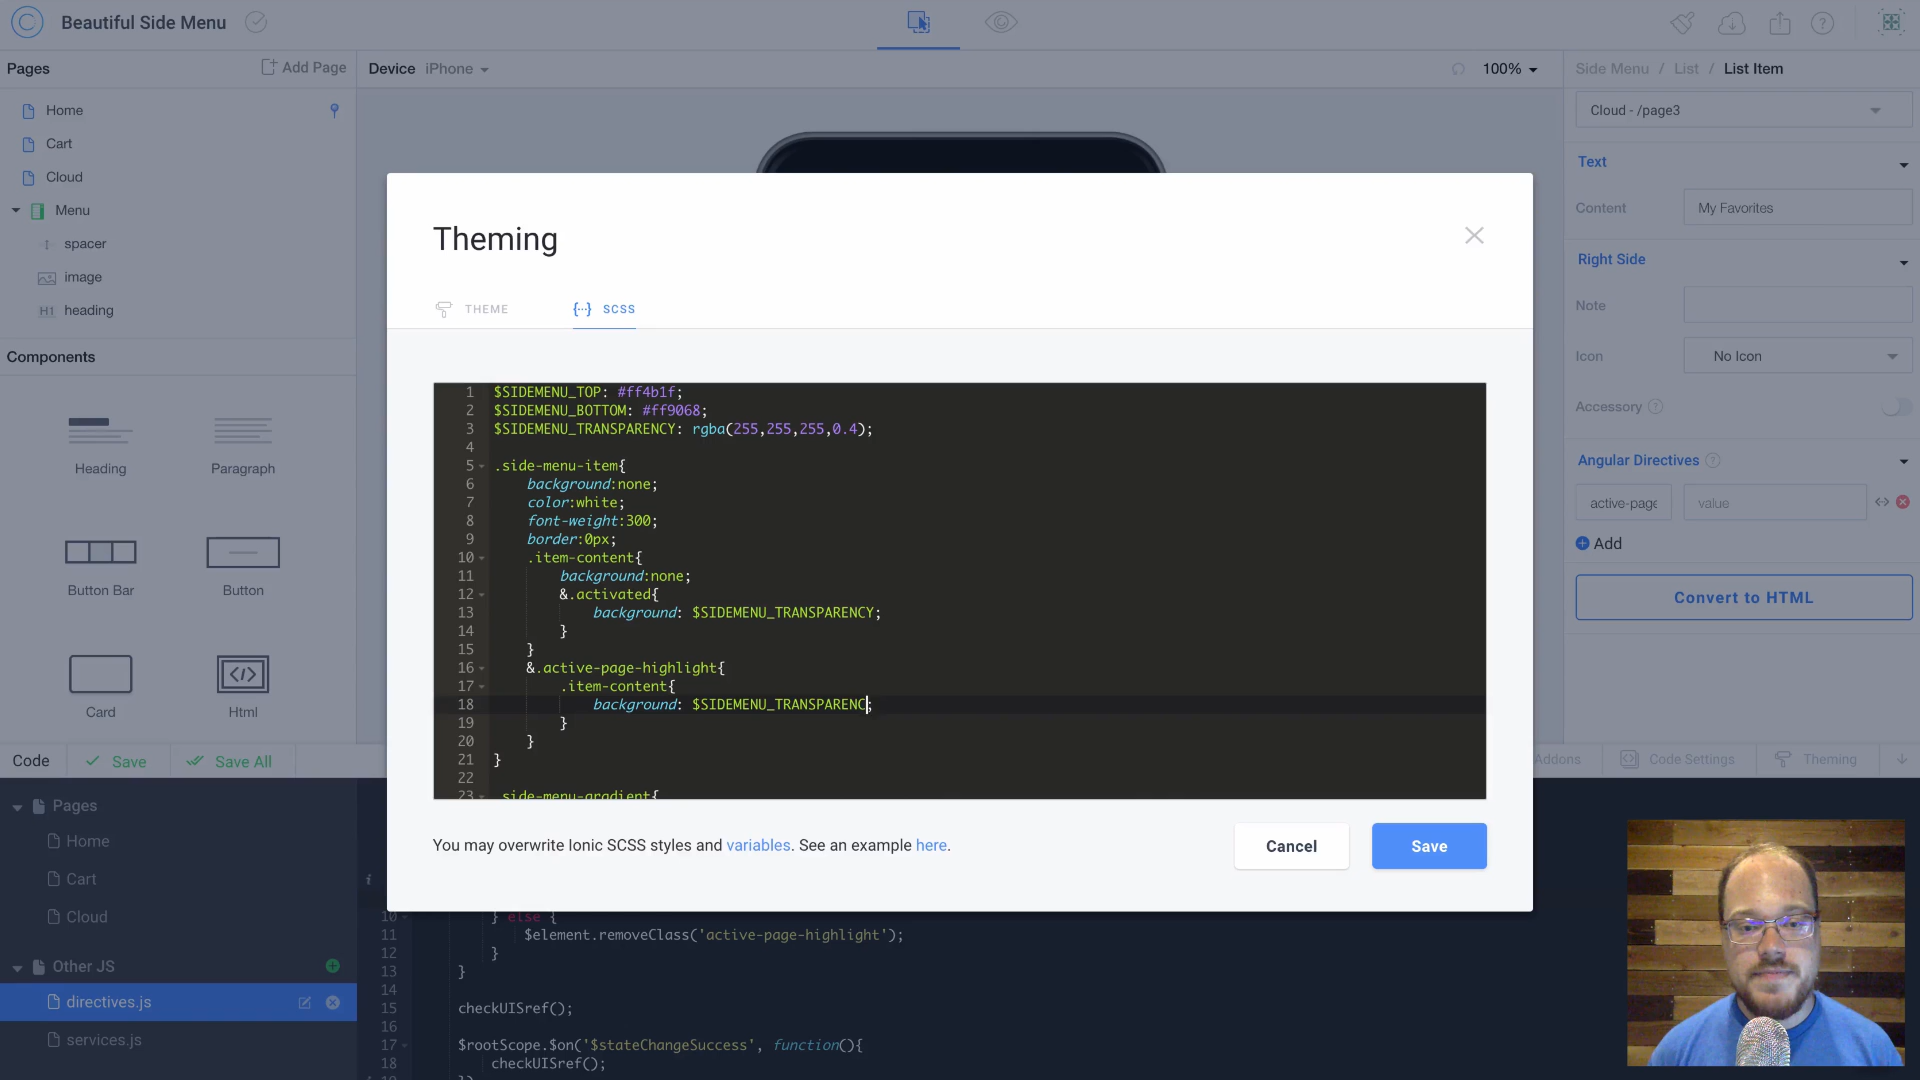 Beautiful Side Menu
Pages
Add Page
Device iPhone
100%
Side Menu / List / List Item
Home
Cart
Cloud
Menu
spacer
image
H1 heading
Components
Heading
Paragraph
Button Bar
Button
Card
Html
Cloud - /page3
Text
Content
My Favorites
Right Side
Note
Icon
No Icon
Accessory
Angular Directives
active-page
value
Add
Convert to HTML
Theming
THEME
{...} SCSS
1 $SIDEMENU_TOP: #ff4b1f;
2 $SIDEMENU_BOTTOM: #ff9068;
3 $SIDEMENU_TRANSPARENCY: rgba(255,255,255,0.4);
4
5 .side-menu-item{
6 background:none;
7 color:white;
8 font-weight:300;
9 border:0px;
10 .item-content{
11 background:none;
12 &.activated{
13 background: $SIDEMENU_TRANSPARENCY;
14 }
15 }
16 &.active-page-highlight{
17 .item-content{
18 background: $SIDEMENU_TRANSPARENC;
19 }
20 }
21 }
22
23 .side-menu-gradient{
You may overwrite Ionic SCSS styles and variables. See an example here.
Cancel
Save
Code
Save
Save All
Addons
Code Settings
Theming
Pages
Home
Cart
Cloud
Other JS
directives.js
services.js
10 } else {
11 $element.removeClass('active-page-highlight');
12 }
13 }
14
15 checkUISref();
16
17 $rootScope.$on('$stateChangeSuccess', function(){
18 checkUISref();